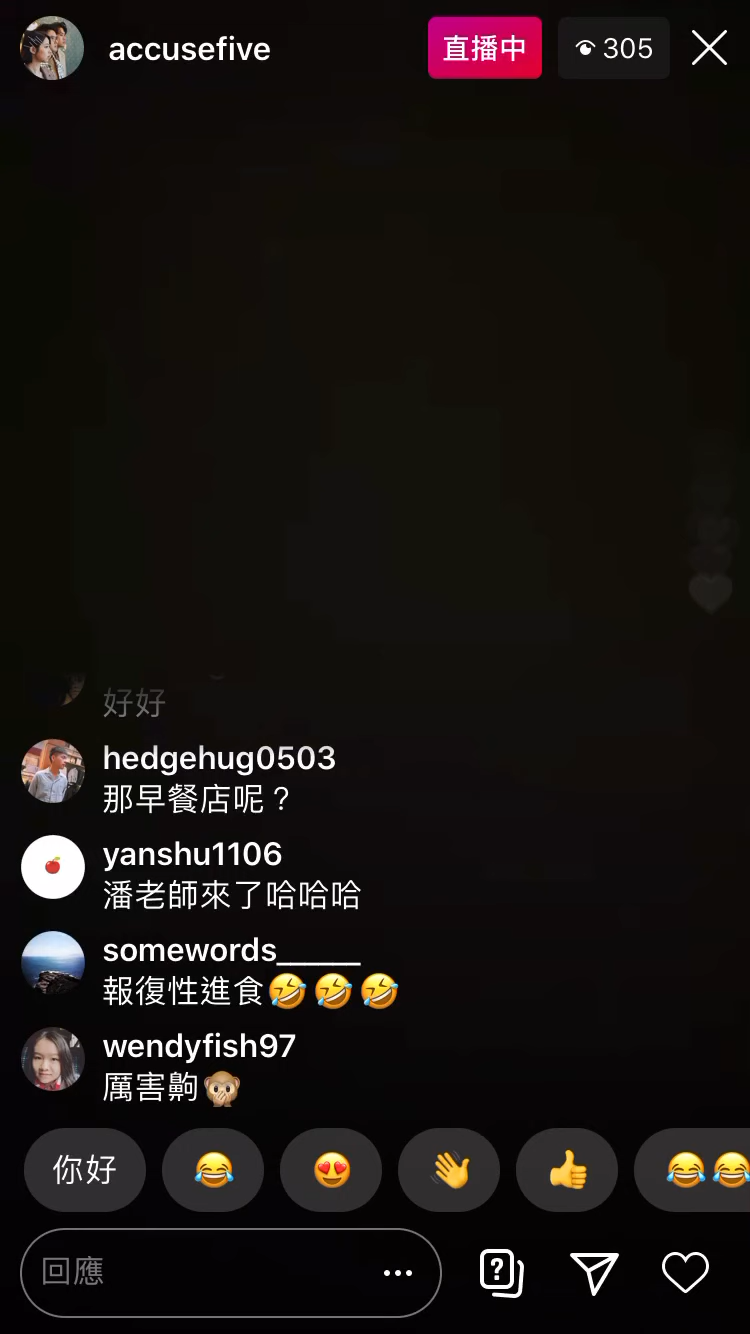 accusefive
直播中
305
好好
hedgehug0503
那早餐店呢？
yanshu1106
潘老師來了哈哈哈
somewords______
報復性進食🤣🤣🤣
wendyfish97
厲害齁🙊
你好
回應